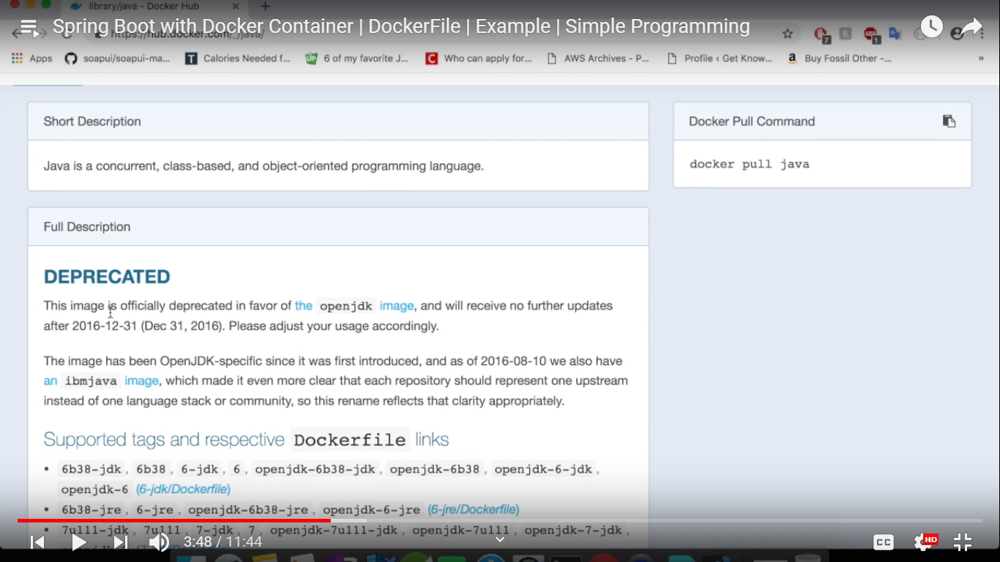 library/java - Docker Hub
Spring Boot with Docker Container | DockerFile | Example | Simple Programming
https://hub.docker.com/_/java/
7
1
Apps
soapui/soapui-ma...
T
Calories Needed f...
UP
6 of my favorite J...
C
Who can apply for...
AWS Archives - P...
Profile ‹ Get Know...
a
Buy Fossil Other -...
»
Short Description
Docker Pull Command
Java is a concurrent, class-based, and object-oriented programming language.
docker pull java
Full Description
DEPRECATED
This image is officially deprecated in favor of the openjdk image, and will receive no further updates
after 2016-12-31 (Dec 31, 2016). Please adjust your usage accordingly.
The image has been OpenJDK-specific since it was first introduced, and as of 2016-08-10 we also have
an ibmjava image, which made it even more clear that each repository should represent one upstream
instead of one language stack or community, so this rename reflects that clarity appropriately.
Supported tags and respective Dockerfile links
• 6b38-jdk, 6b38, 6-jdk, 6, openjdk-6b38-jdk, openjdk-6b38, openjdk-6-jdk,
openjdk-6 (6-jdk/Dockerfile)
• 6b38-jre, 6-jre, openjdk-6b38-jre, openjdk-6-jre (6-jre/Dockerfile)
• 7u111-jdk, 7u111, 7-jdk, 7, openjdk-7u111-jdk, openjdk-7u111, openjdk-7-jdk,
3:48 / 11:44
CC
HD